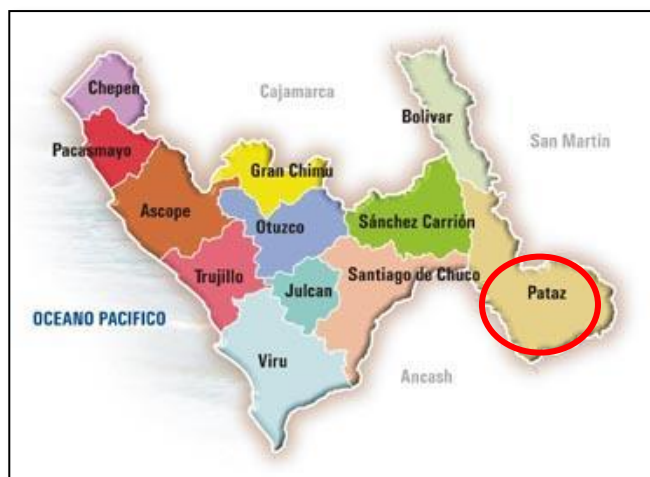 Chepen
Cajamarca
Bolivar
San Martin
Pacasmayo
Gran Chimu
Ascope
Otuzco
Sánchez Carrión
Trujillo
Julcan
Santiago de Chuco
Pataz
OCEANO PACIFICO
Viru
Ancash